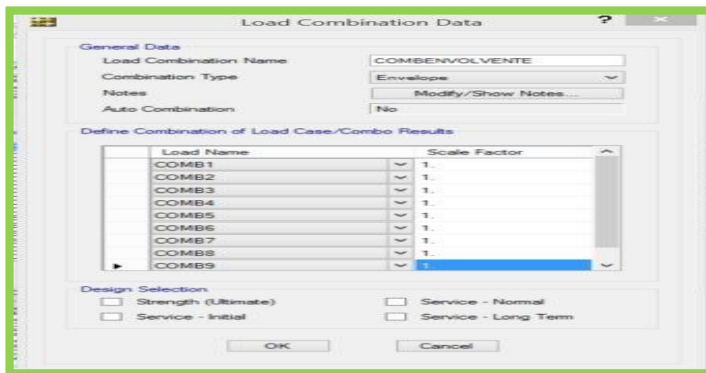 Load Combination Data ?
General Data
Load Combination Name COMBENVOLVENTE
Combination Type Envelope
Notes Modify/Show Notes...
Auto Combination No
Define Combination of Load Case/Combo Results
Load Name Scale Factor
COMB1 1.
COMB2 1.
COMB3 1.
COMB4 1.
COMB5 1.
COMB6 1.
COMB7 1.
COMB8 1.
COMB9 1.
Design Selection
Strength (Ultimate) Service - Normal
Service - Initial Service - Long Term
OK Cancel